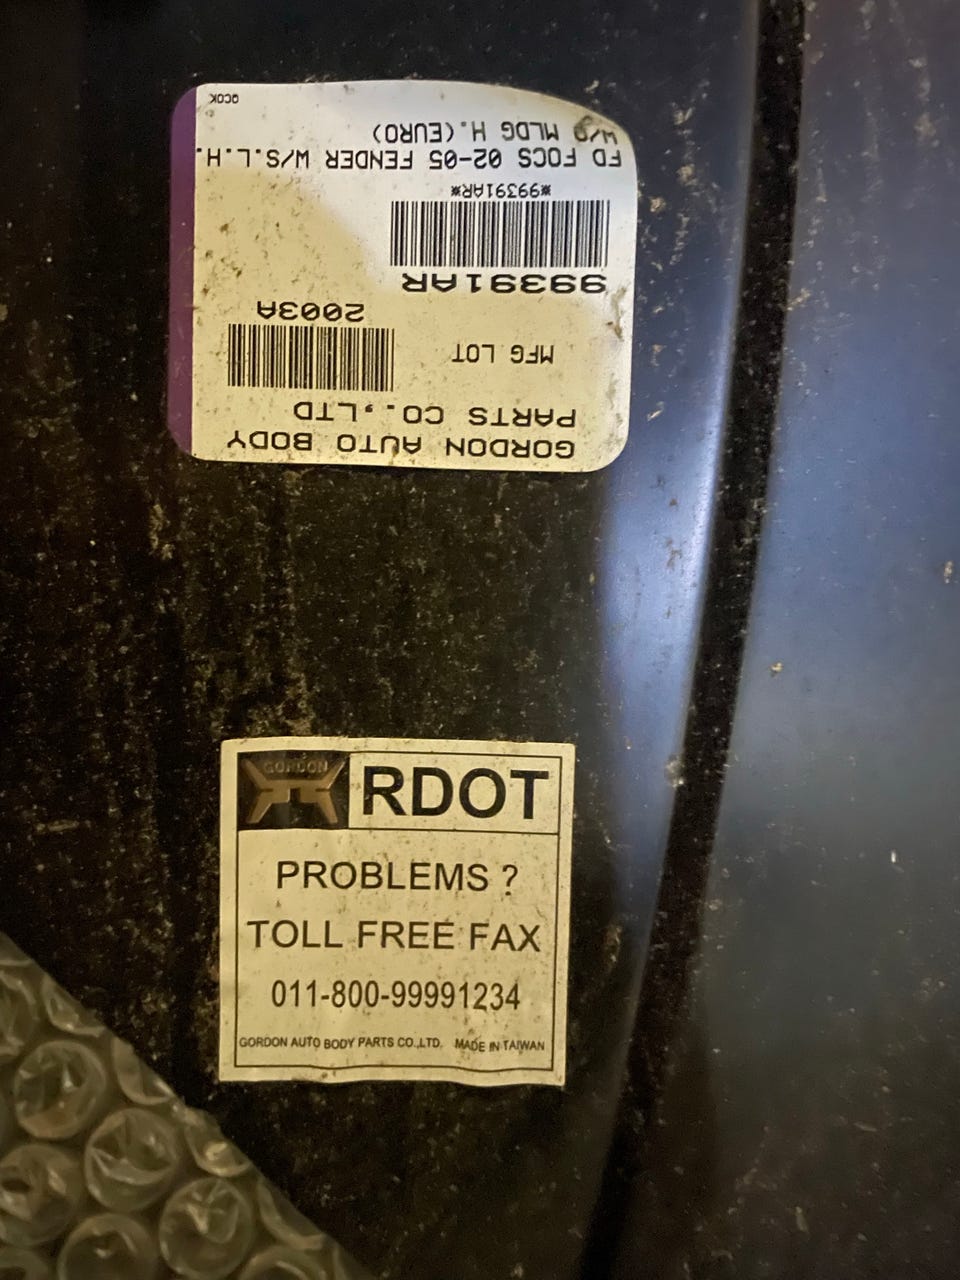 GORDON AUTO BODY
PARTS CO.,LTD
MFG LOT
2003A
99391AR
*99391AR*
FD FOCS 02-05 FENDER W/S.L.H.
W/O MLDG H.(EURO)
QCOK
GORDON
RDOT
PROBLEMS ?
TOLL FREE FAX
011-800-99991234
GORDON AUTO BODY PARTS CO.,LTD. MADE IN TAIWAN